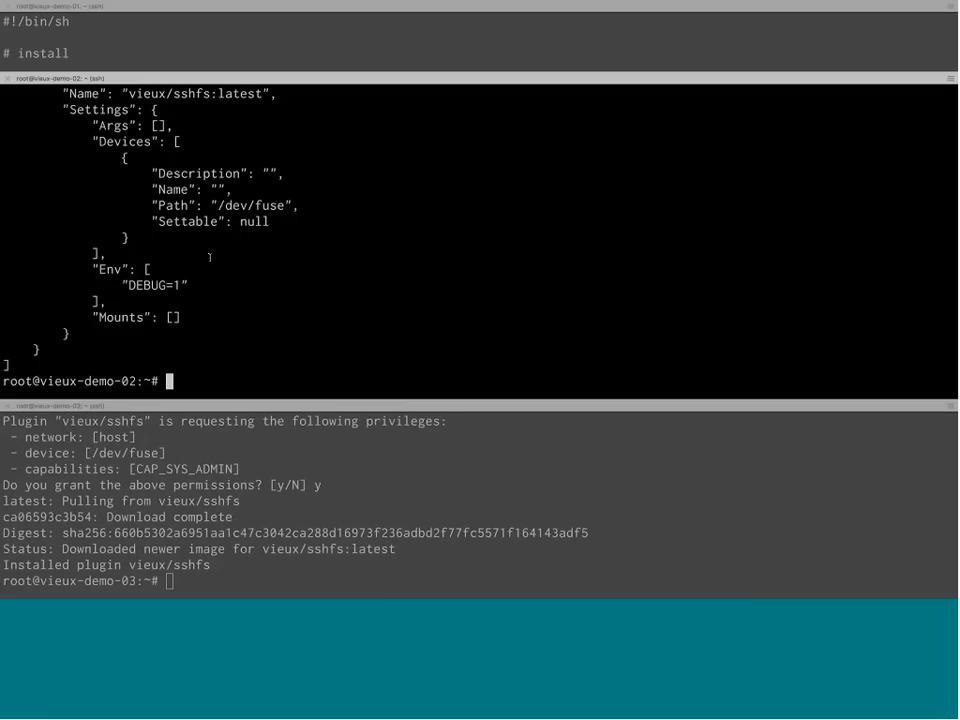 root@vieux-demo-01: ~ (ssh)
#!/bin/sh
# install
root@vieux-demo-02: ~ (ssh)
"Name": "vieux/sshfs:latest",
"Settings": {
"Args": [],
"Devices": [
{
"Description": "",
"Name": "",
"Path": "/dev/fuse",
"Settable": null
}
],
"Env": [
"DEBUG=1"
],
"Mounts": []
}
}
]
root@vieux-demo-02:~#
root@vieux-demo-03: ~ (ssh)
Plugin "vieux/sshfs" is requesting the following privileges:
- network: [host]
- device: [/dev/fuse]
- capabilities: [CAP_SYS_ADMIN]
Do you grant the above permissions? [y/N] y
latest: Pulling from vieux/sshfs
ca06593c3b54: Download complete
Digest: sha256:660b5302a6951aa1c47c3042ca288d16973f236adbd2f77fc5571f164143adf5
Status: Downloaded newer image for vieux/sshfs:latest
Installed plugin vieux/sshfs
root@vieux-demo-03:~#